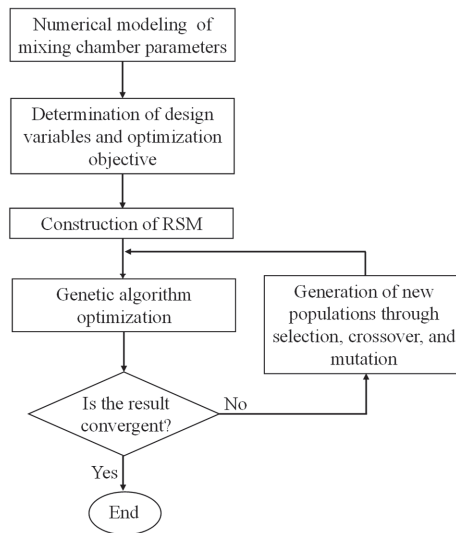 Numerical modeling of
mixing chamber parameters
Determination of design
variables and optimization
objective
Construction of RSM
Genetic algorithm
optimization
Generation of new
populations through
selection, crossover, and
mutation
Is the result
convergent?
No
Yes
End